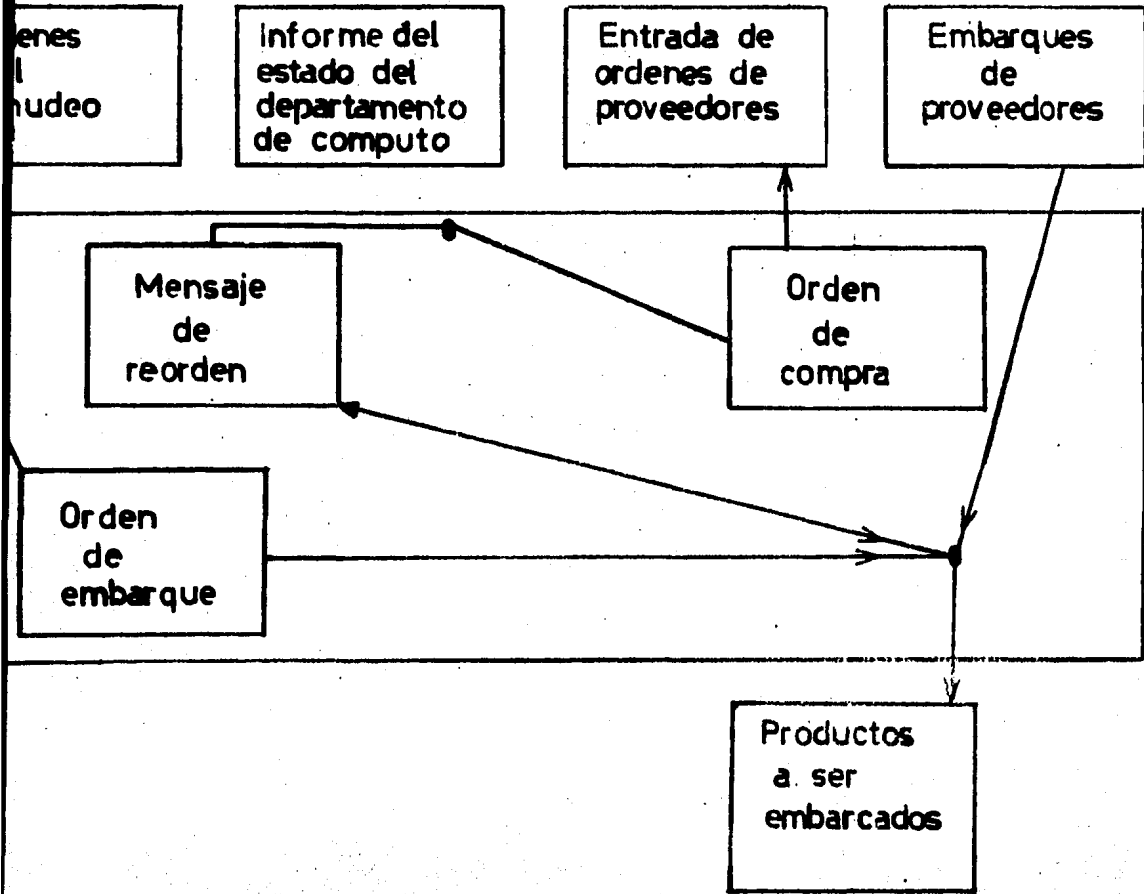 Informe del
estado del
departamento
de computo
Entrada de
ordenes de
proveedores
Embarques
de
proveedores
Mensaje
de
reorden
Orden
de
compra
Orden
de
embarque
Productos
a ser
embarcados